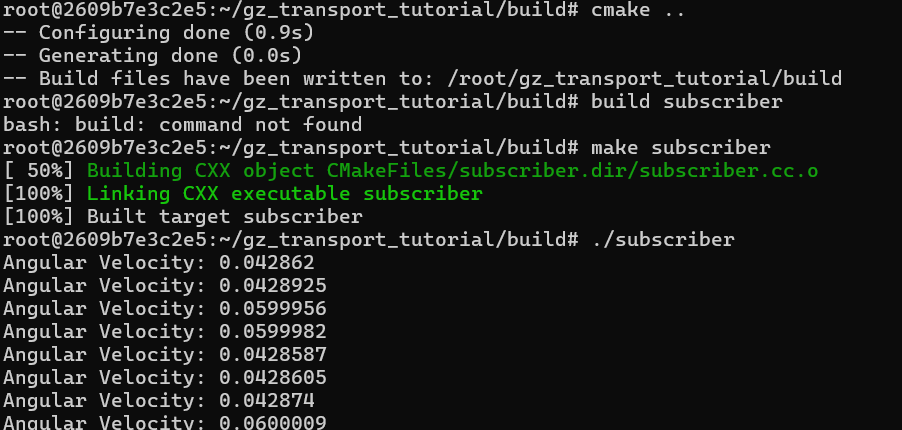 root@2609b7e3c2e5:~/gz_transport_tutorial/build# cmake ..
-- Configuring done (0.9s)
-- Generating done (0.0s)
-- Build files have been written to: /root/gz_transport_tutorial/build
root@2609b7e3c2e5:~/gz_transport_tutorial/build# build subscriber
bash: build: command not found
root@2609b7e3c2e5:~/gz_transport_tutorial/build# make subscriber
[ 50%] Building CXX object CMakeFiles/subscriber.dir/subscriber.cc.o
[100%] Linking CXX executable subscriber
[100%] Built target subscriber
root@2609b7e3c2e5:~/gz_transport_tutorial/build# ./subscriber
Angular Velocity: 0.042862
Angular Velocity: 0.0428925
Angular Velocity: 0.0599956
Angular Velocity: 0.0599982
Angular Velocity: 0.0428587
Angular Velocity: 0.0428605
Angular Velocity: 0.042874
Angular Velocity: 0.0600009